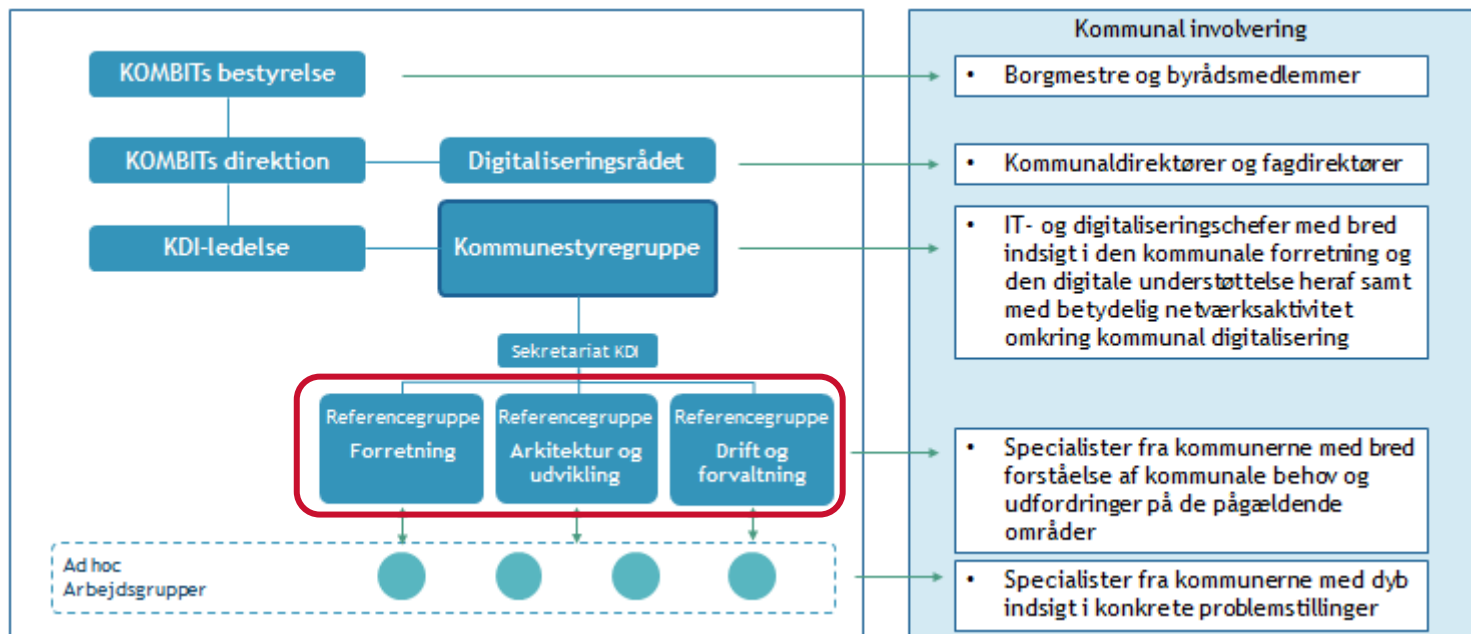 KOMBITs bestyrelse
KOMBITs direktion
Digitaliseringsrådet
KDI-ledelse
Kommunestyregruppe
Sekretariat KDI
Referencegruppe
Forretning
Referencegruppe
Arkitektur og
udvikling
Referencegruppe
Drift og
forvaltning
Ad hoc
Arbejdsgrupper
Kommunal involvering
• Borgmestre og byrådsmedlemmer
• Kommunaldirektører og fagdirektører
• IT- og digitaliseringschefer med bred
indsigt i den kommunale forretning og
den digitale understøttelse heraf samt
med betydelig netværksaktivitet
omkring kommunal digitalisering
• Specialister fra kommunerne med bred
forståelse af kommunale behov og
udfordringer på de pågældende
områder
• Specialister fra kommunerne med dyb
indsigt i konkrete problemstillinger